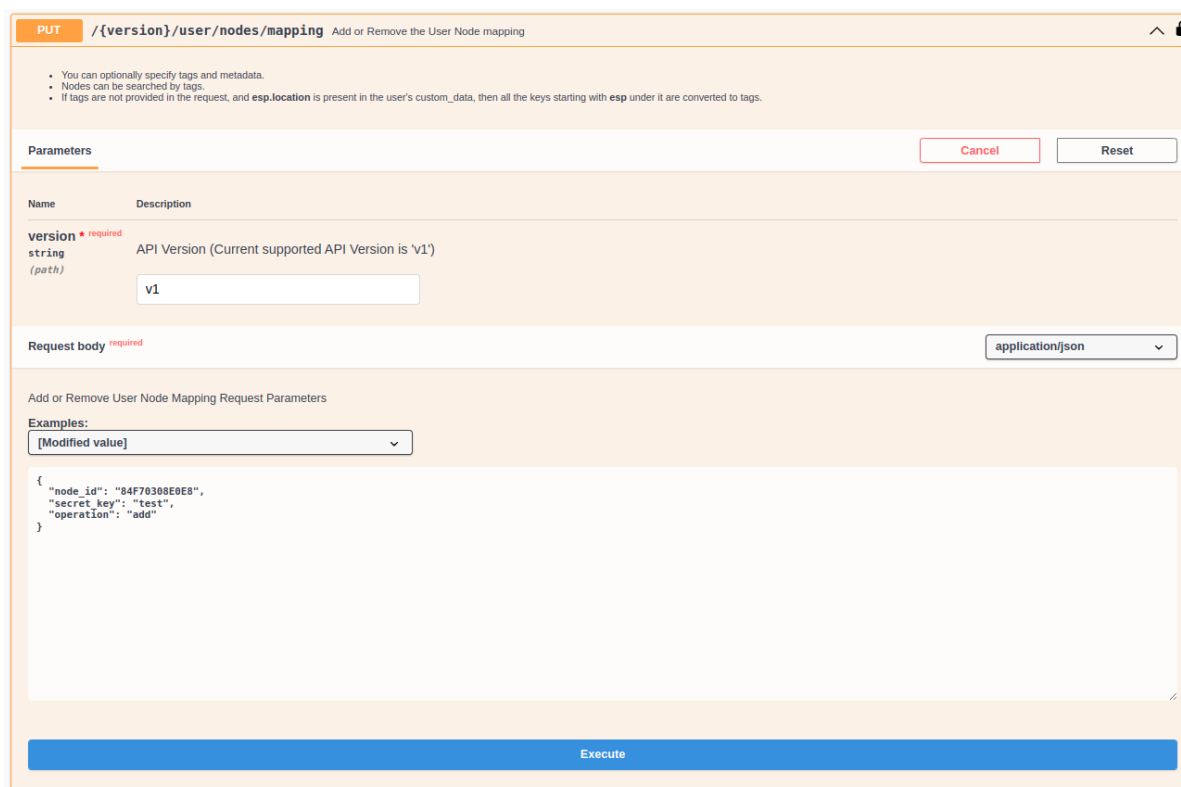 PUT /{version}/user/nodes/mapping Add or Remove the User Node mapping
You can optionally specify tags and metadata.
Nodes can be searched by tags.
If tags are not provided in the request, and esp.location is present in the user's custom_data, then all the keys starting with esp under it are converted to tags.
Parameters
Cancel
Reset
Name Description
version * required
string
(path)
API Version (Current supported API Version is 'v1')
v1
Request body required
application/json
Add or Remove User Node Mapping Request Parameters
Examples:
[Modified value]
{
"node_id": "84F70308E0E8",
"secret_key": "test",
"operation": "add"
}
Execute